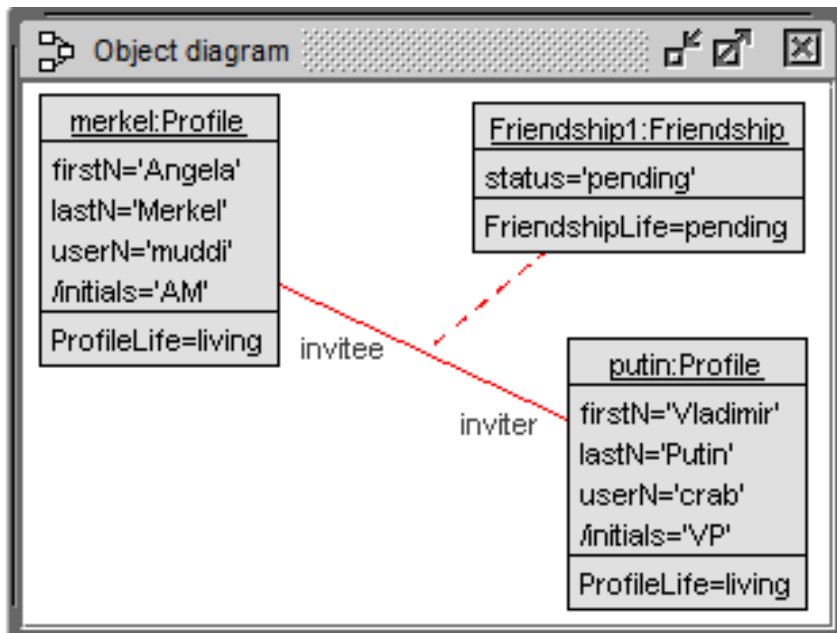 Object diagram
merkel:Profile
firstN='Angela'
lastN='Merkel'
userN='muddi'
/initials='AM'
ProfileLife=living
Friendship1:Friendship
status='pending'
FriendshipLife=pending
invitee
inviter
putin:Profile
firstN='Vladimir'
lastN='Putin'
userN='crab'
/initials='VP'
ProfileLife=living